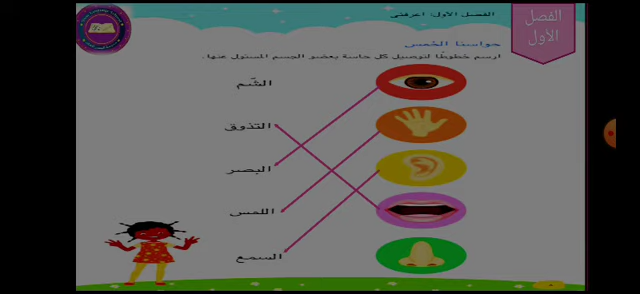 الفصل الأول: اعرفني
الفصل
الأول
حواسنا الخمس
ارسم خطوطًا لتوصيل كل حاسة بعضو الجسم المسئول عنها.
الشّم
التذوق
البصر
اللمس
السمع